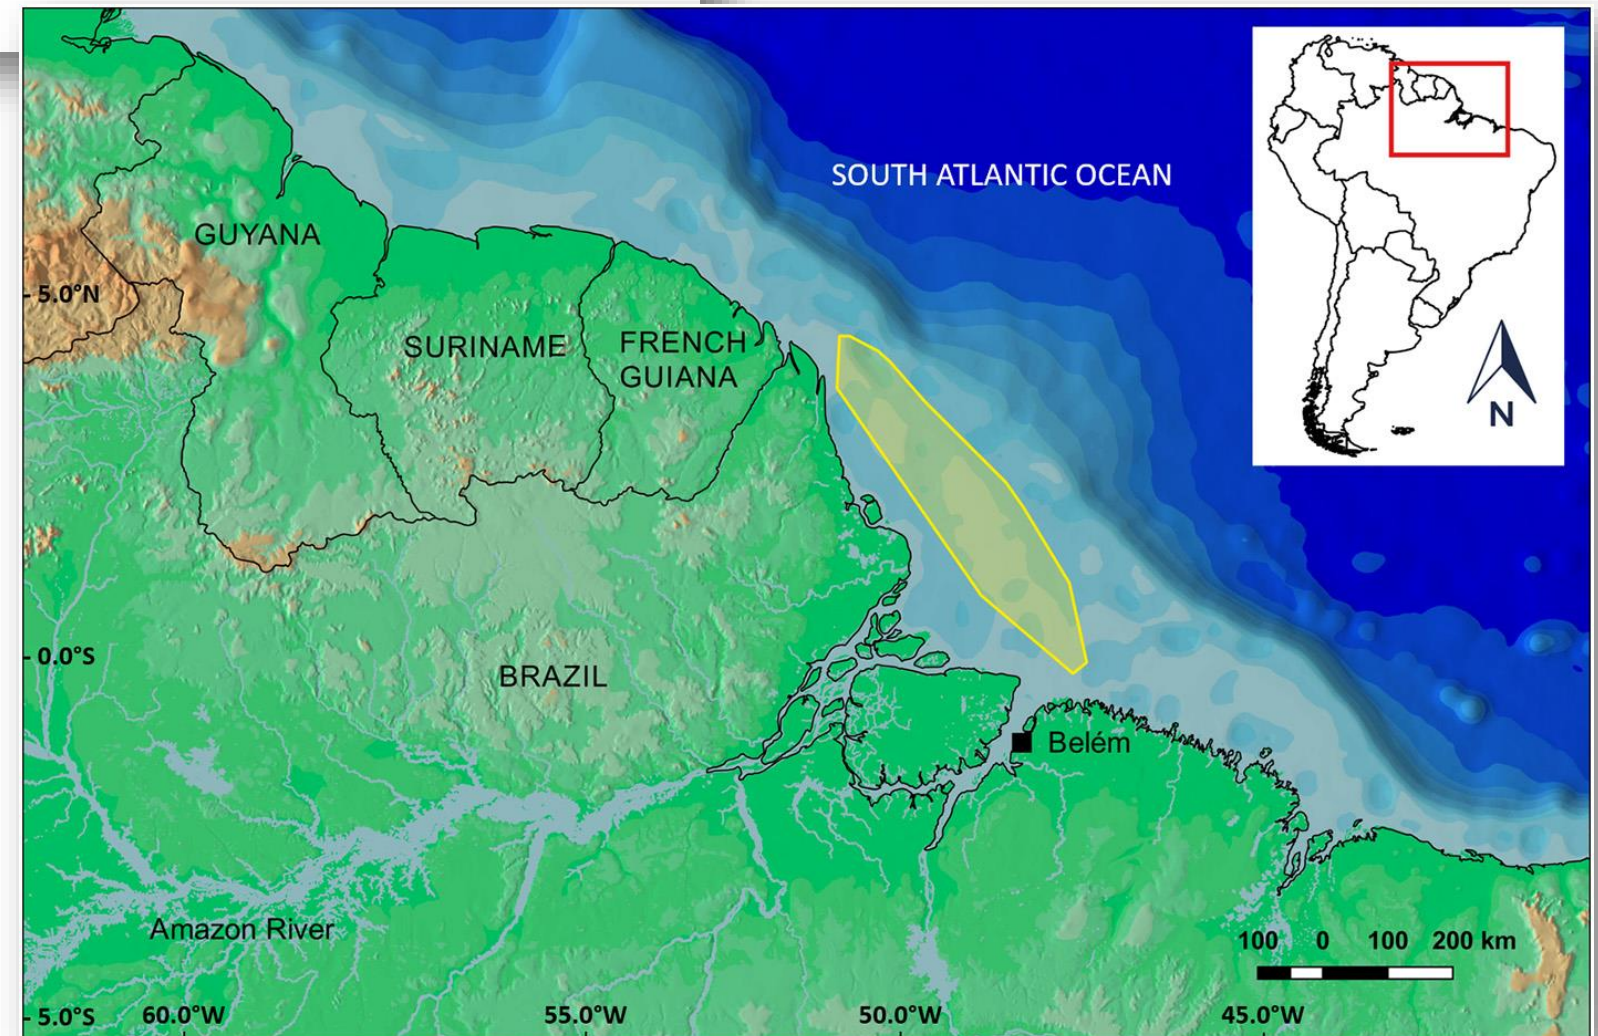 SOUTH ATLANTIC OCEAN
GUYANA
5.0°N
SURINAME
FRENCH
GUIANA
N
0.0°S
BRAZIL
Belém
Amazon River
100 0 100 200 km
5.0°S 60.0°W 55.0°W 50.0°W 45.0°W